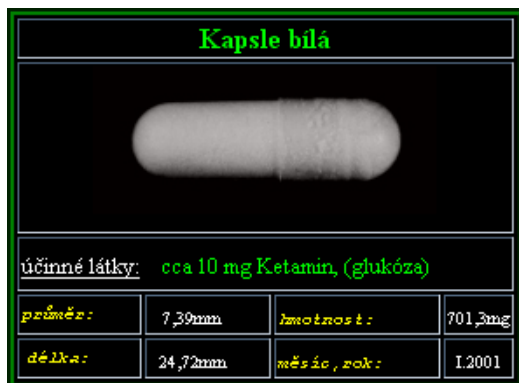 Kapsle bílá
účinné látky: cca 10 mg Ketamin, (glukóza)
průměr: 7,39mm hmotnost: 701,3mg
délka: 24,72mm měsíc,rok: I.2001